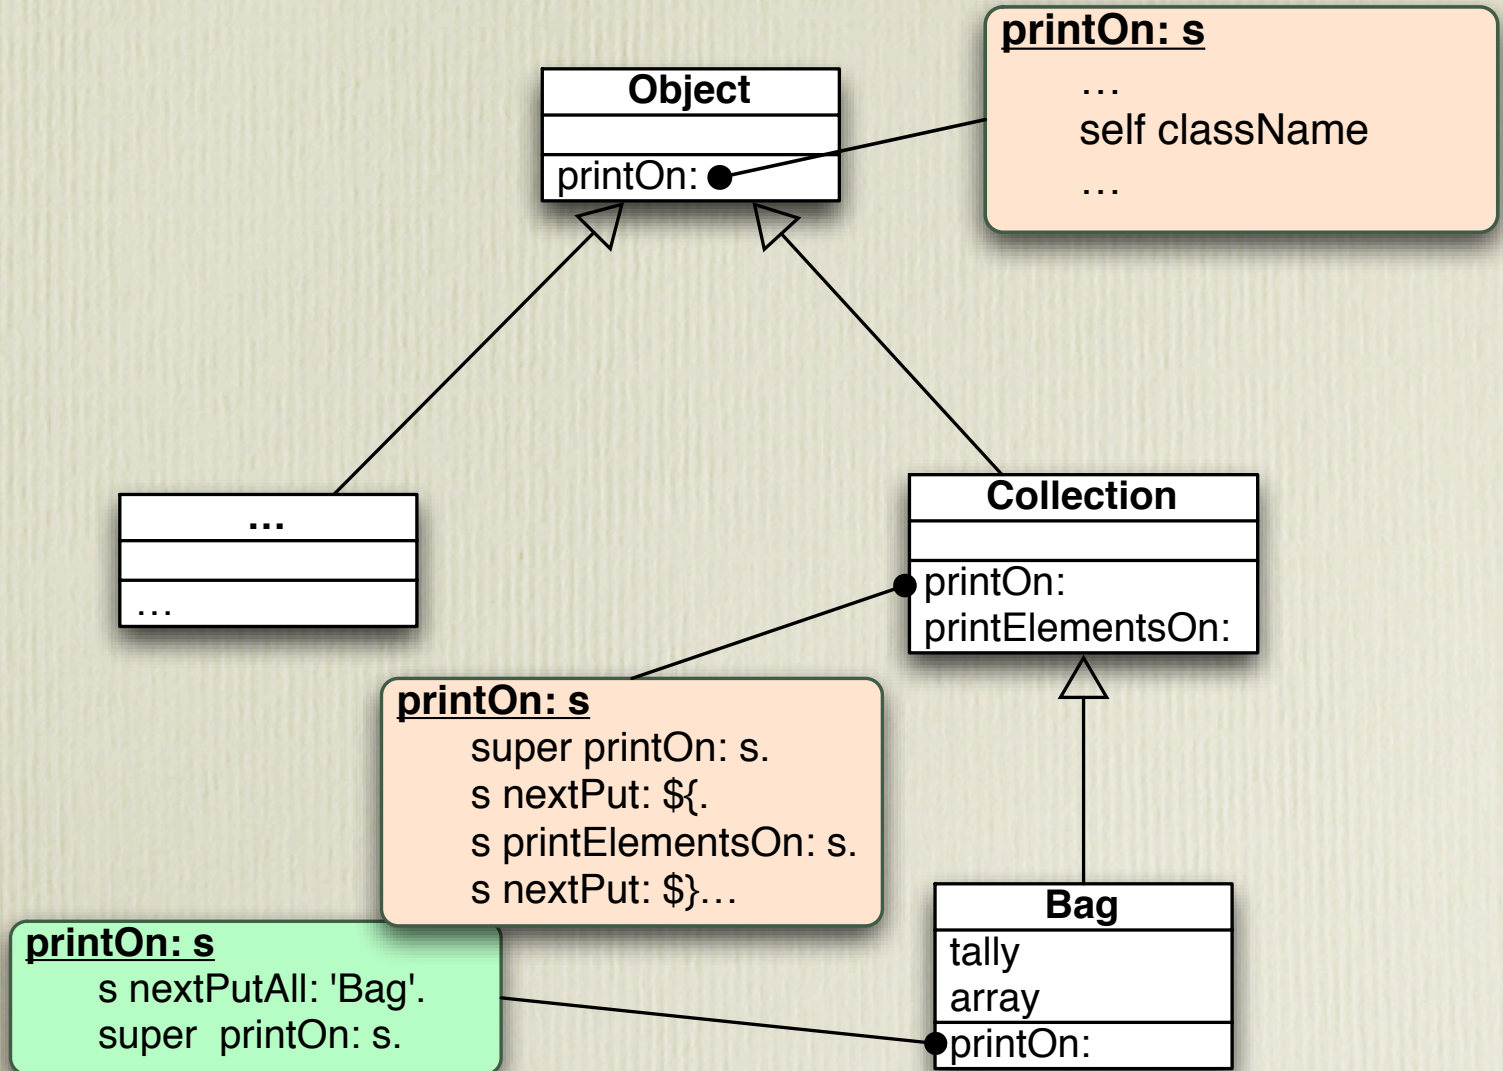 printOn: s
…
self className
…
Object
printOn:
…
…
Collection
printOn:
printElementsOn:
printOn: s
super printOn: s.
s nextPut: ${.
s printElementsOn: s.
s nextPut: $}…
Bag
tally
array
printOn:
printOn: s
s nextPutAll: 'Bag'.
super  printOn: s.